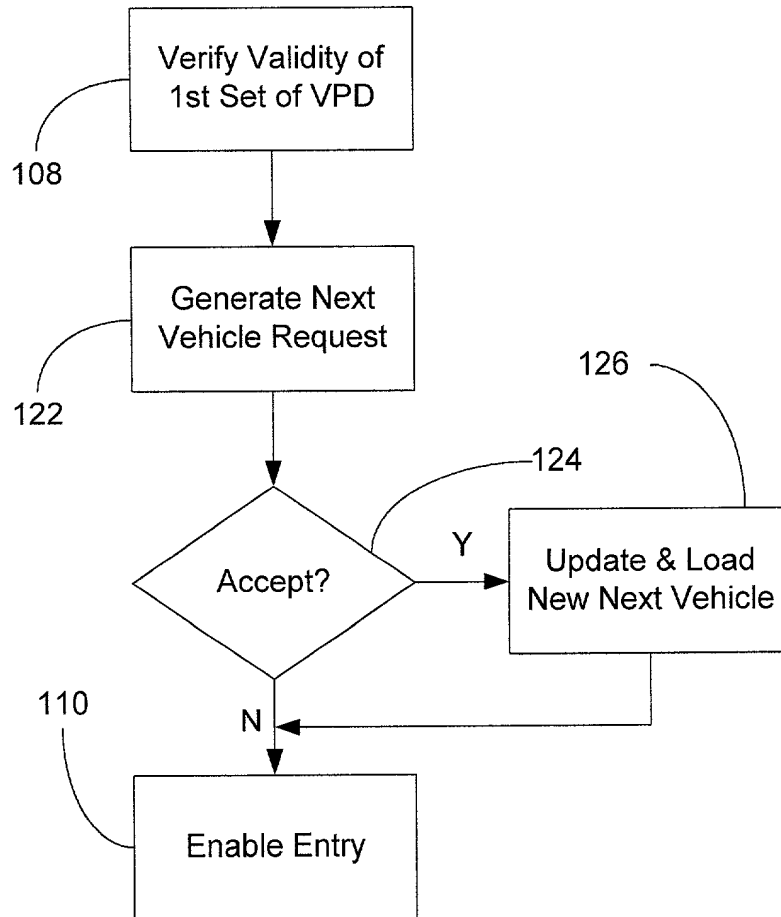 Verify Validity of
1st Set of VPD
108
Generate Next
Vehicle Request
122
126
124
Accept?
Y
Update & Load
New Next Vehicle
N
110
Enable Entry